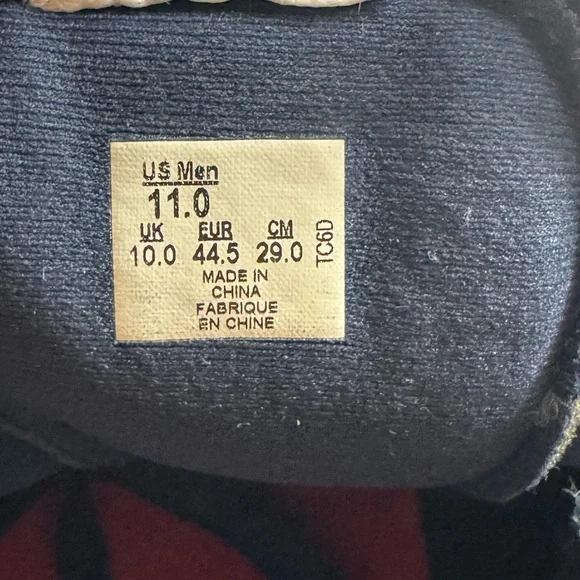 US Men
11.0
UK EUR CM
10.0 44.5 29.0
TC6D
MADE IN
CHINA
FABRIQUE
EN CHINE